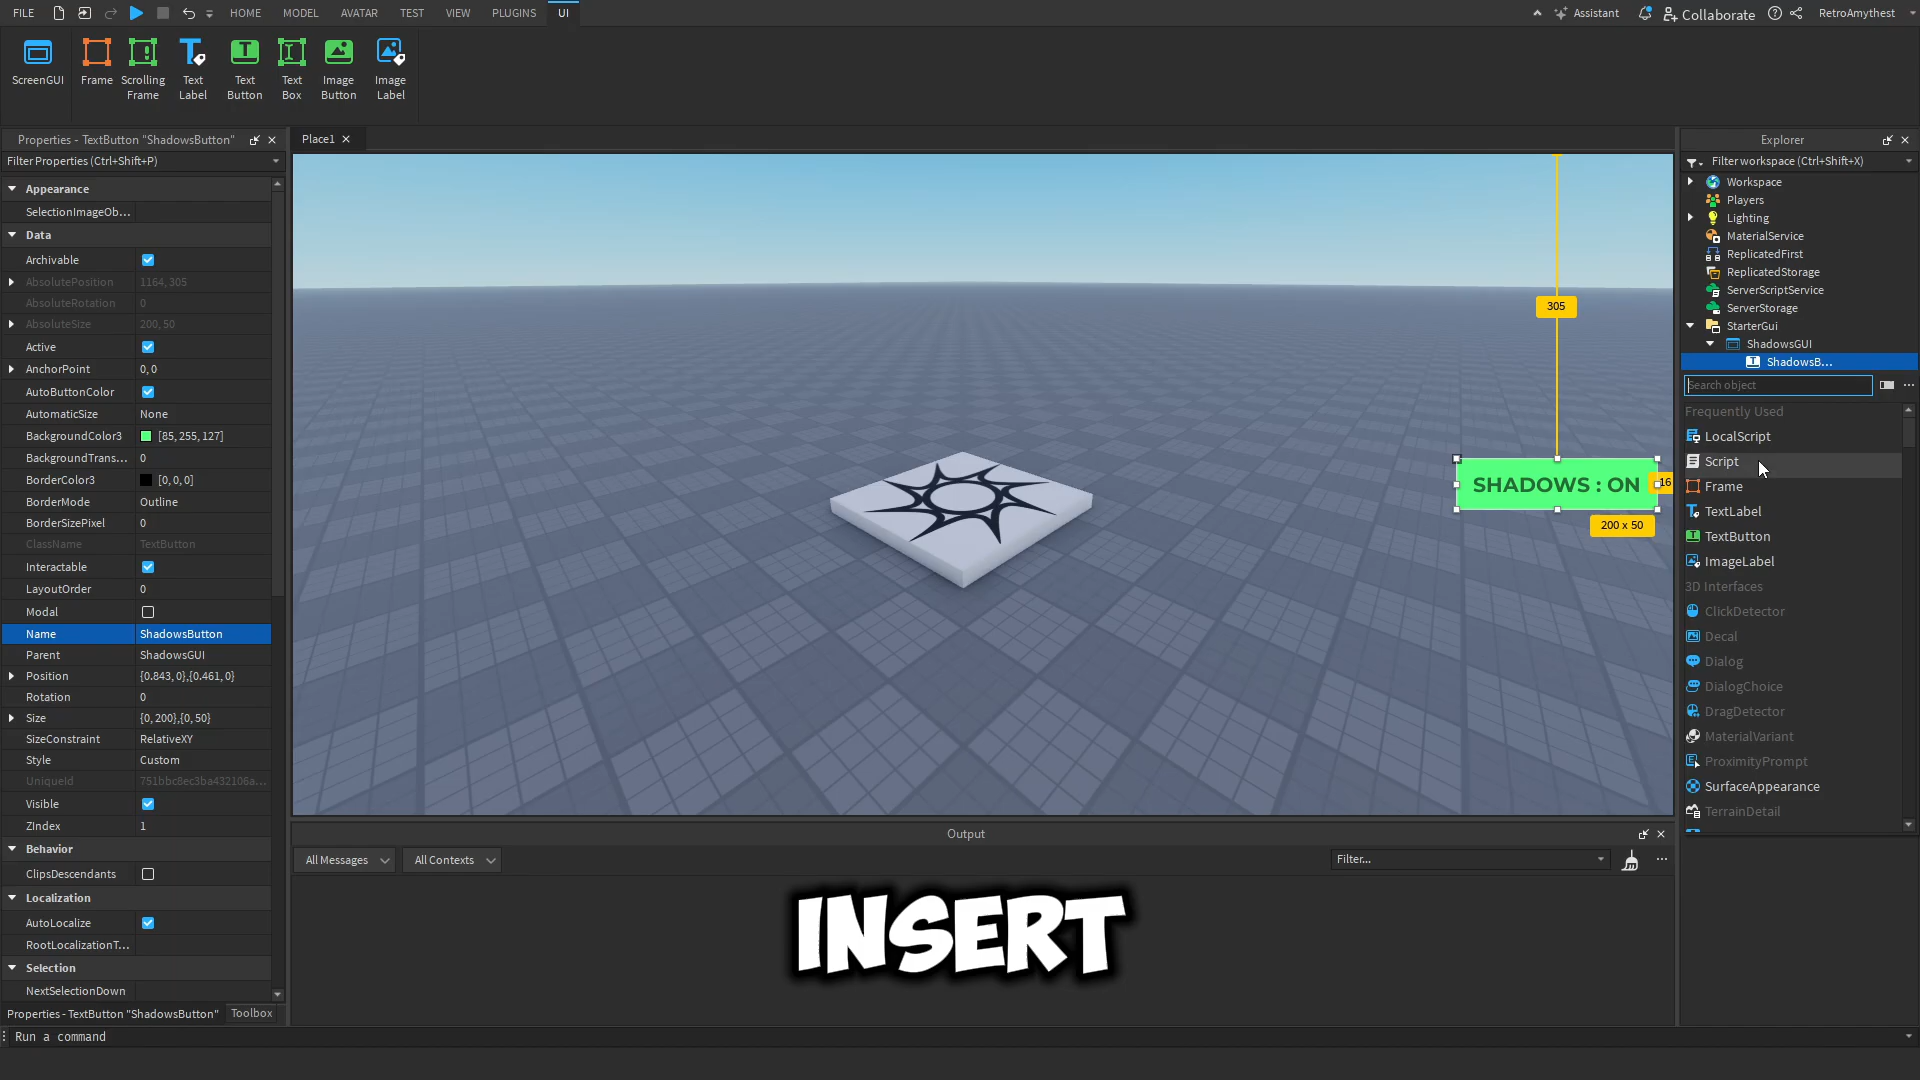 FILE
HOME
MODEL
AVATAR
TEST
VIEW
PLUGINS
UI
Assistant
Collaborate
RetroAmythest
ScreenGUI
Frame
Scrolling
Frame
Text
Label
Text
Button
Text
Box
Image
Button
Image
Label
Properties - TextButton "ShadowsButton"
Filter Properties (Ctrl+Shift+P)
Appearance
SelectionImageOb...
Data
Archivable
AbsolutePosition 1164, 305
AbsoluteRotation 0
AbsoluteSize 200, 50
Active
AnchorPoint 0, 0
AutoButtonColor
AutomaticSize None
BackgroundColor3 [85, 255, 127]
BackgroundTrans... 0
BorderColor3 [0, 0, 0]
BorderMode Outline
BorderSizePixel 0
ClassName TextButton
Interactable
LayoutOrder 0
Modal
Name ShadowsButton
Parent ShadowsGUI
Position {0.843, 0},{0.461, 0}
Rotation 0
Size {0, 200},{0, 50}
SizeConstraint RelativeXY
Style Custom
UniqueId 751bbc8ec3ba432106a...
Visible
ZIndex 1
Behavior
ClipsDescendants
Localization
AutoLocalize
RootLocalizationT...
Selection
NextSelectionDown
Properties - TextButton "ShadowsButton"
Toolbox
Run a command
Place1
305
SHADOWS : ON
16
200 x 50
Output
All Messages
All Contexts
Filter...
INSERT
Explorer
Filter workspace (Ctrl+Shift+X)
Workspace
Players
Lighting
MaterialService
ReplicatedFirst
ReplicatedStorage
ServerScriptService
ServerStorage
StarterGui
ShadowsGUI
ShadowsB...
Search object
Frequently Used
LocalScript
Script
Frame
TextLabel
TextButton
ImageLabel
3D Interfaces
ClickDetector
Decal
Dialog
DialogChoice
DragDetector
MaterialVariant
ProximityPrompt
SurfaceAppearance
TerrainDetail